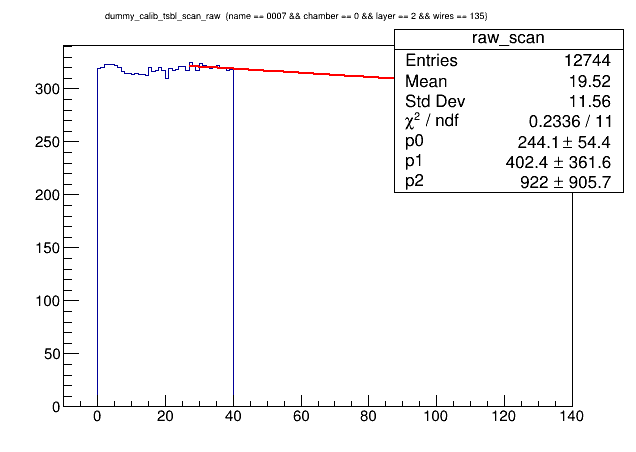 dummy_calib_tsbl_scan_raw (name == 0007 && chamber == 0 && layer == 2 && wires == 135)
raw_scan
Entries 12744
Mean 19.52
Std Dev 11.56
χ² / ndf 0.2336 / 11
p0 244.1 ± 54.4
p1 402.4 ± 361.6
p2 922 ± 905.7
300
250
200
150
100
50
0
0 20 40 60 80 100 120 140